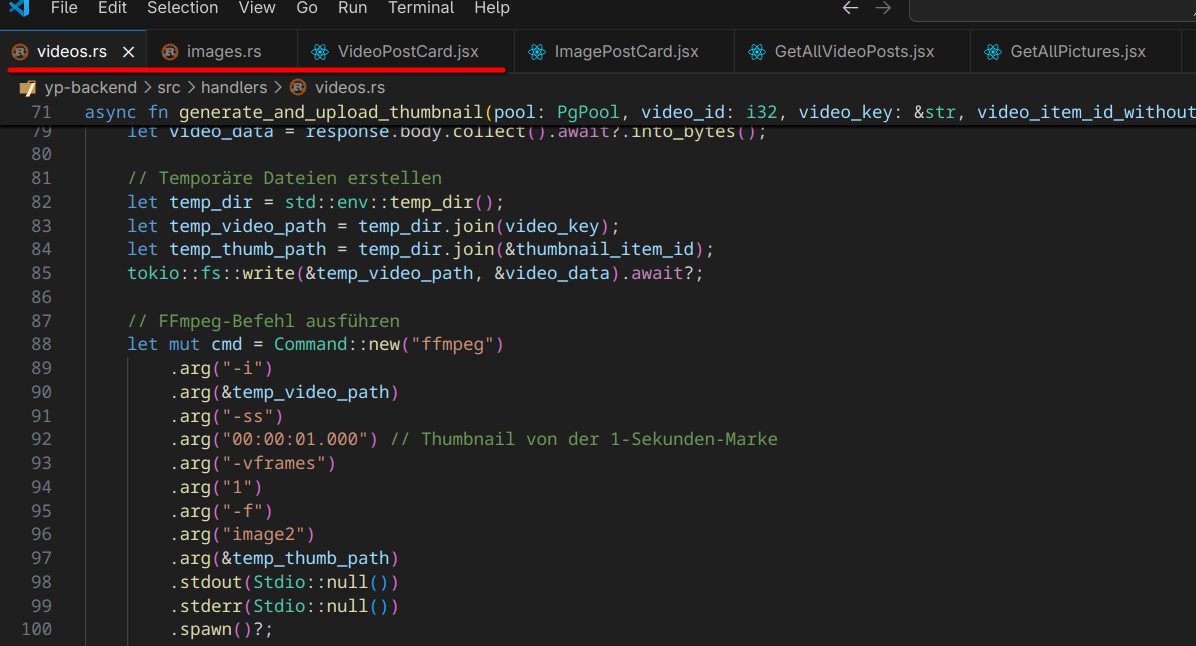 File Edit Selection View Go Run Terminal Help
videos.rs images.rs VideoPostCard.jsx ImagePostCard.jsx GetAllVideoPosts.jsx GetAllPictures.jsx
yp-backend > src > handlers > videos.rs
71 async fn generate_and_upload_thumbnail(pool: PgPool, video_id: i32, video_key: &str, video_item_id_without
79 let video_data = response.body.collect().await?.into_bytes();
80
81 // Temporäre Dateien erstellen
82 let temp_dir = std::env::temp_dir();
83 let temp_video_path = temp_dir.join(video_key);
84 let temp_thumb_path = temp_dir.join(&thumbnail_item_id);
85 tokio::fs::write(&temp_video_path, &video_data).await?;
86
87 // FFmpeg-Befehl ausführen
88 let mut cmd = Command::new("ffmpeg")
89 .arg("-i")
90 .arg(&temp_video_path)
91 .arg("-ss")
92 .arg("00:00:01.000") // Thumbnail von der 1-Sekunden-Marke
93 .arg("-vframes")
94 .arg("1")
95 .arg("-f")
96 .arg("image2")
97 .arg(&temp_thumb_path)
98 .stdout(Stdio::null())
99 .stderr(Stdio::null())
100 .spawn()?;